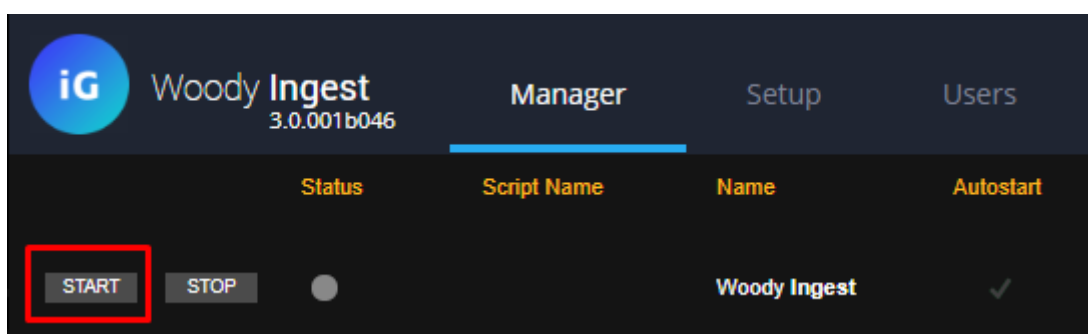 iG
Woody Ingest
3.0.001b046
Manager
Setup
Users
Status
Script Name
Name
Autostart
START
STOP
Woody Ingest